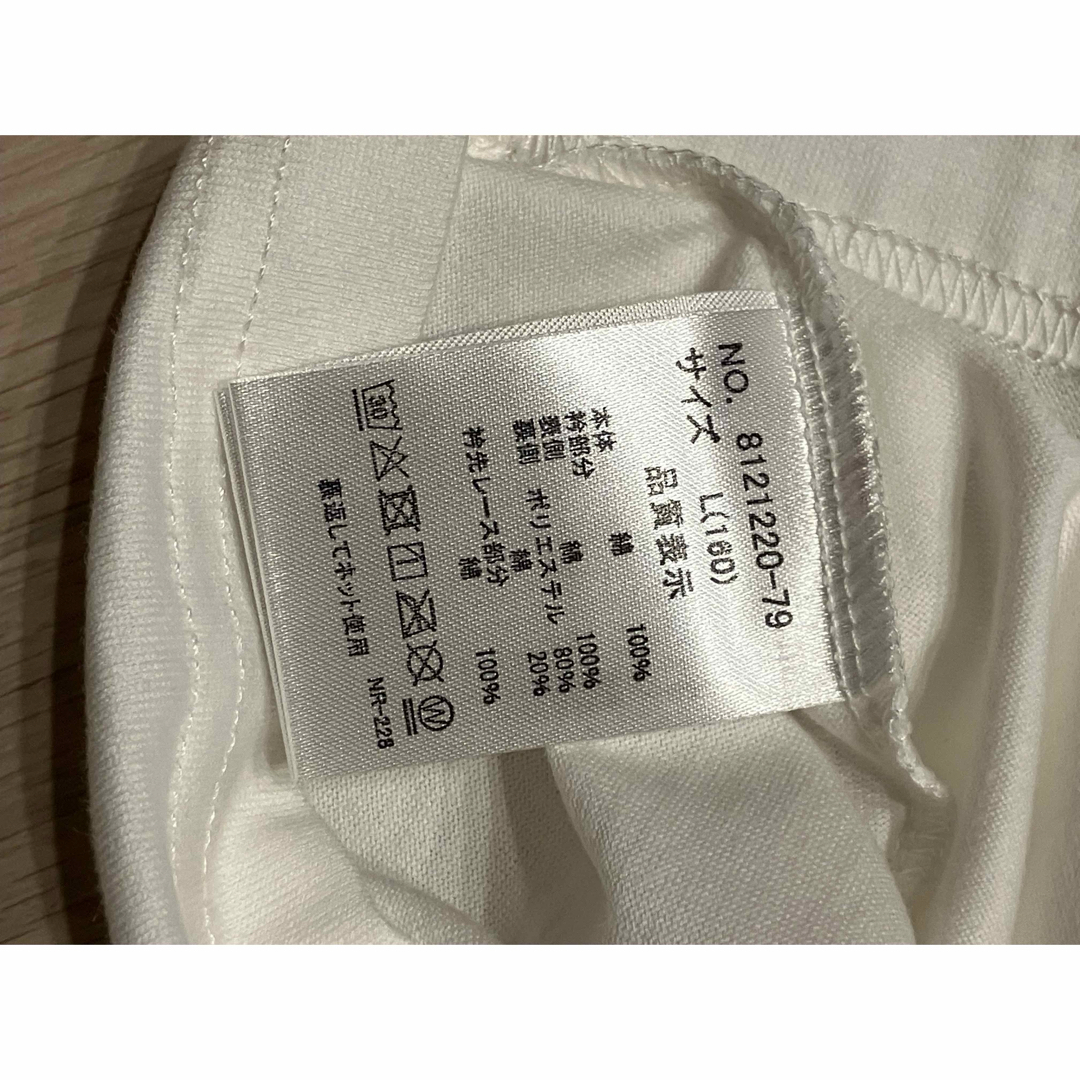 NO. 8121220-79
サイズ L(160)
品質表示
本体 綿 100%
衿部分
表側 綿 100%
裏側 綿 80%
ポリエステル 20%
衿先レース部分
綿 100%
30
W
裏返してネット使用
NR-228